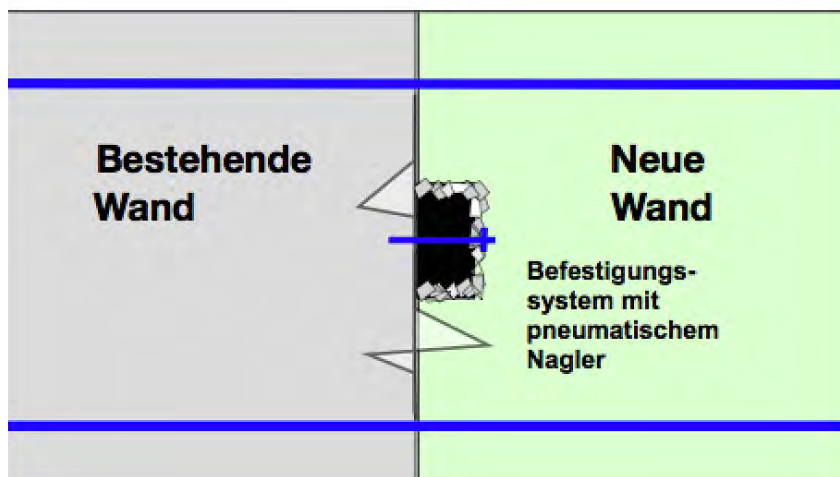 Bestehende
Wand
Neue
Wand
Befestigungs-
system mit
pneumatischem
Nagler